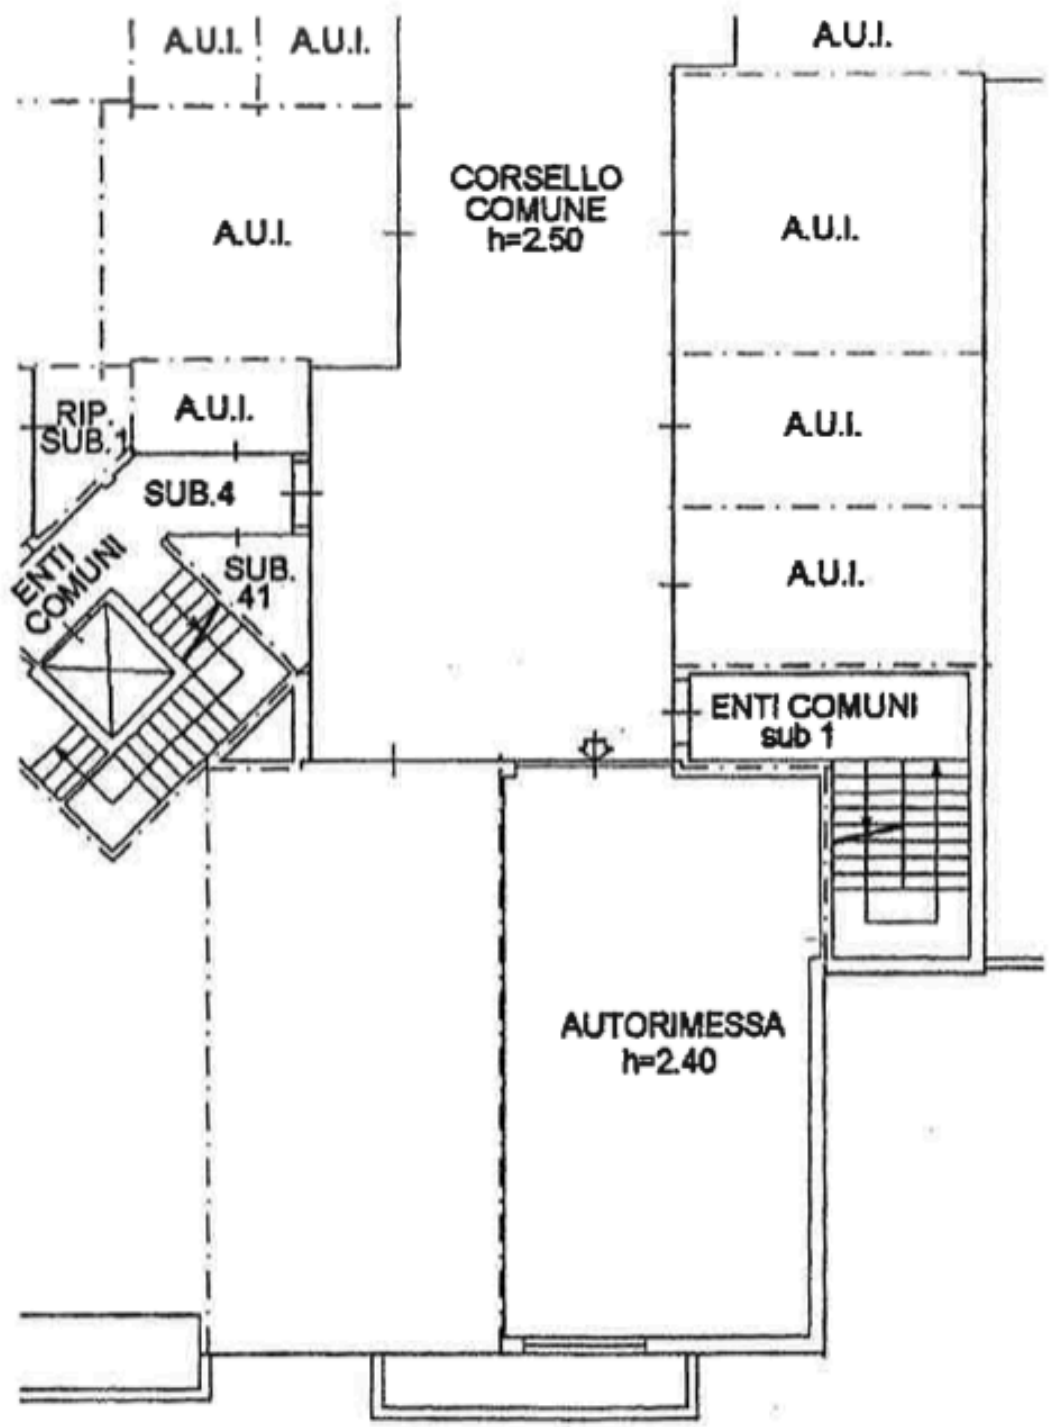 A.U.I.
A.U.I.
A.U.I.
CORSELLO
COMUNE
h=2.50
A.U.I.
A.U.I.
RIP.
SUB.1
A.U.I.
A.U.I.
SUB.4
ENTI
COMUNI
SUB.
41
A.U.I.
ENTI COMUNI
sub 1
AUTORIMESSA
h=2.40